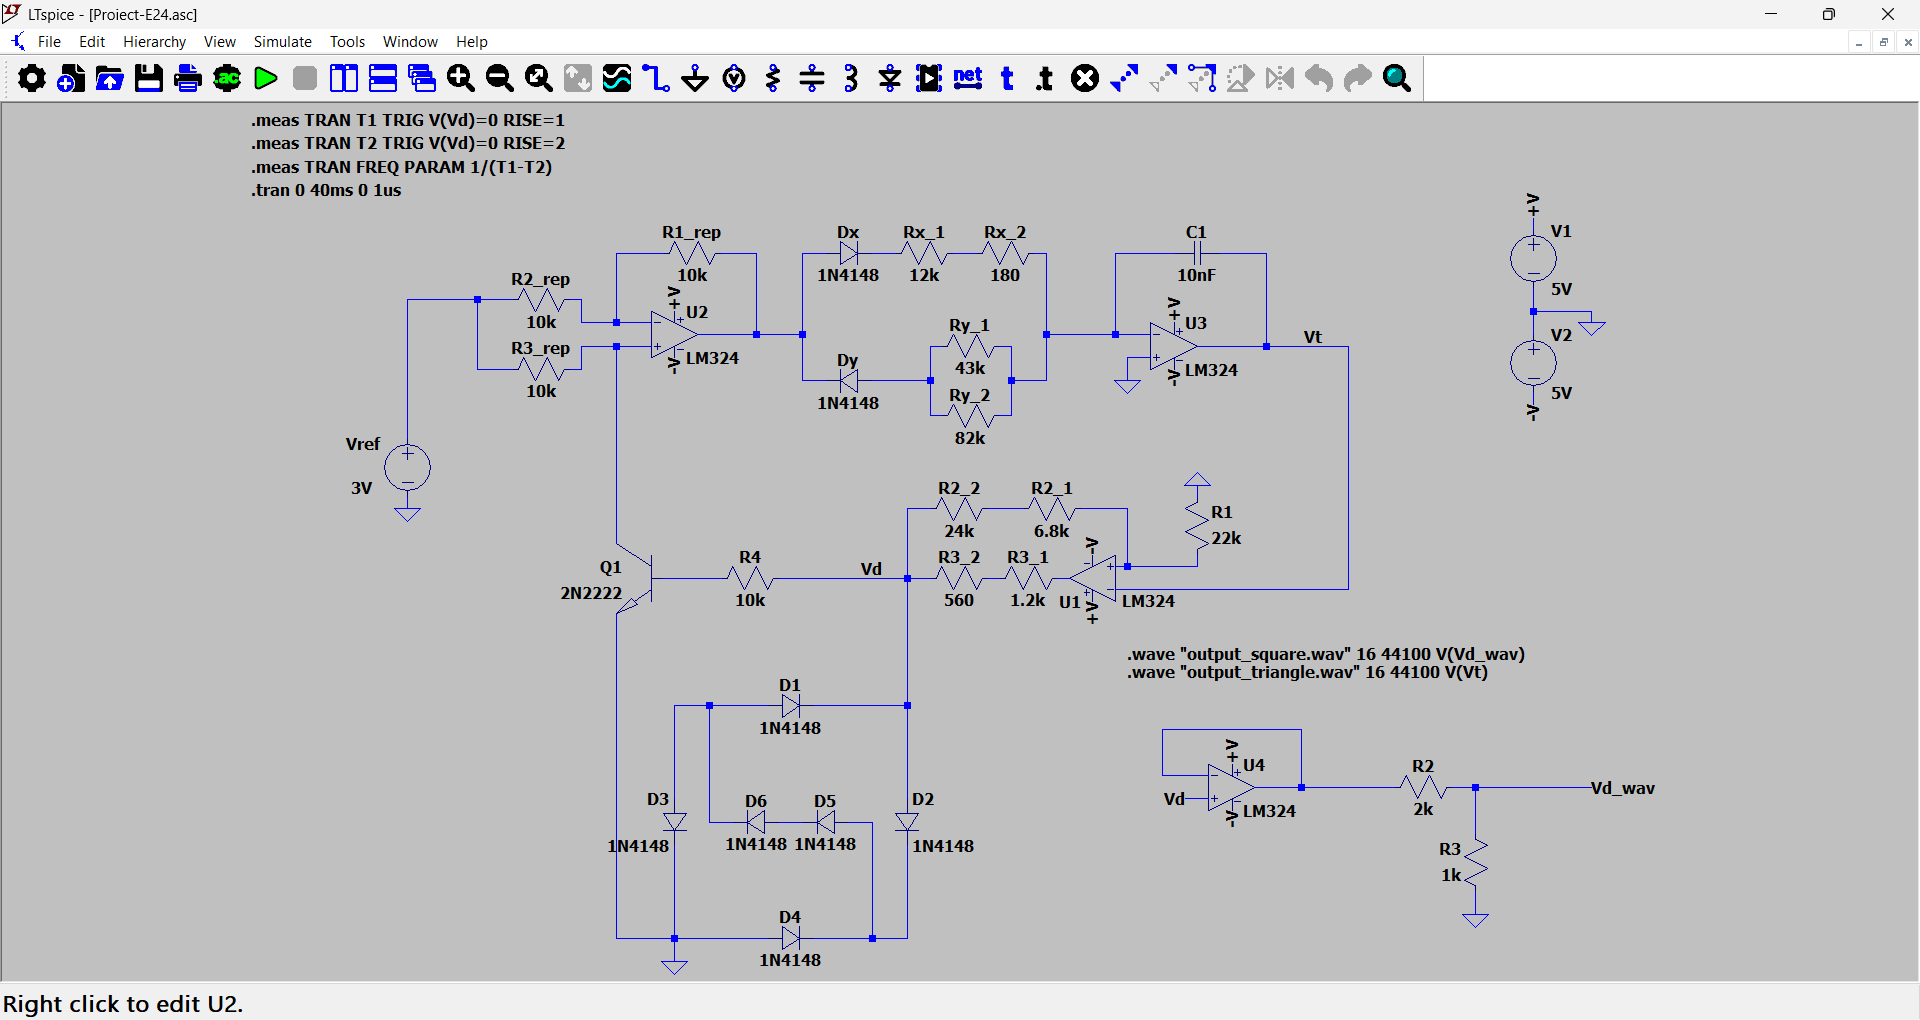 LTspice - [Proiect-E24.asc]
File Edit Hierarchy View Simulate Tools Window Help
.ac net t .t
.meas TRAN T1 TRIG V(Vd)=0 RISE=1
.meas TRAN T2 TRIG V(Vd)=0 RISE=2
.meas TRAN FREQ PARAM 1/(T1-T2)
.tran 0 40ms 0 1us
R1_rep
10k
R2_rep
10k
R3_rep
10k
+V
U2
LM324
-V
Dx
1N4148
Rx_1
12k
Rx_2
180
Dy
1N4148
Ry_1
43k
Ry_2
82k
C1
10nF
+V
U3
LM324
-V
Vt
+V
V1
5V
V2
5V
-V
Vref
3V
R2_2
24k
R2_1
6.8k
R1
22k
Q1
2N2222
R4
10k
Vd
R3_2
560
R3_1
1.2k
-V
U1
+V
LM324
.wave "output_square.wav" 16 44100 V(Vd_wav)
.wave "output_triangle.wav" 16 44100 V(Vt)
D1
1N4148
D3
1N4148
D6
1N4148
D5
1N4148
D2
1N4148
D4
1N4148
+V
U4
Vd
LM324
-V
R2
2k
Vd_wav
R3
1k
Right click to edit U2.